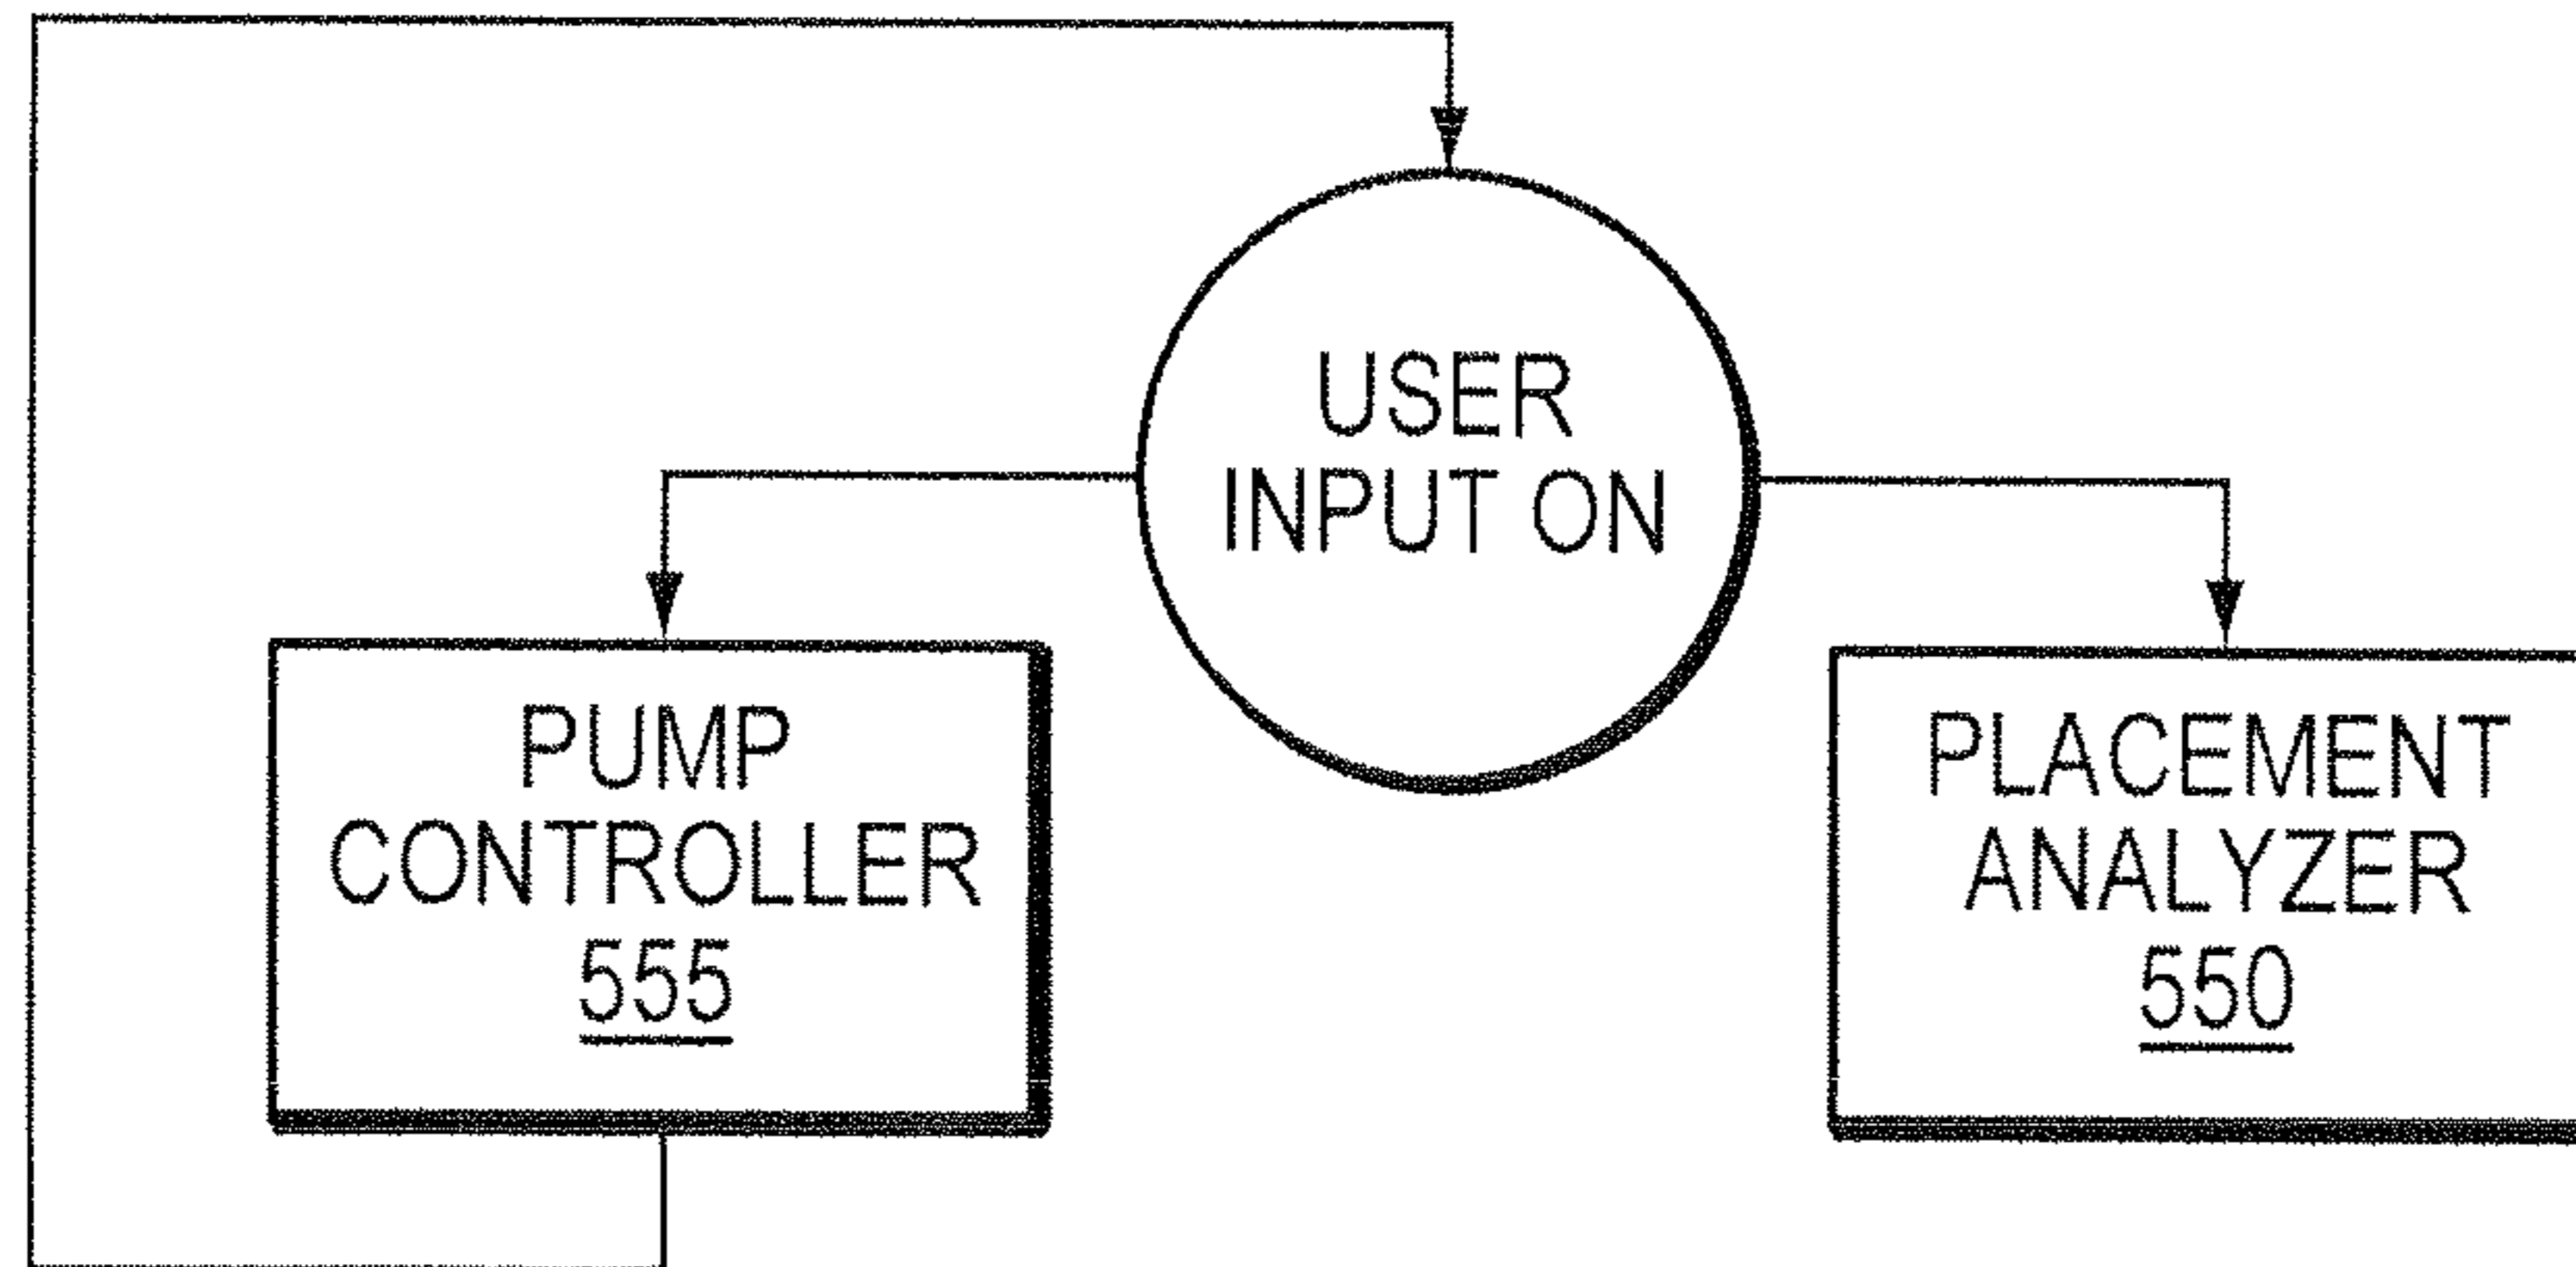 USER
INPUT ON
PUMP
CONTROLLER
555
PLACEMENT
ANALYZER
550